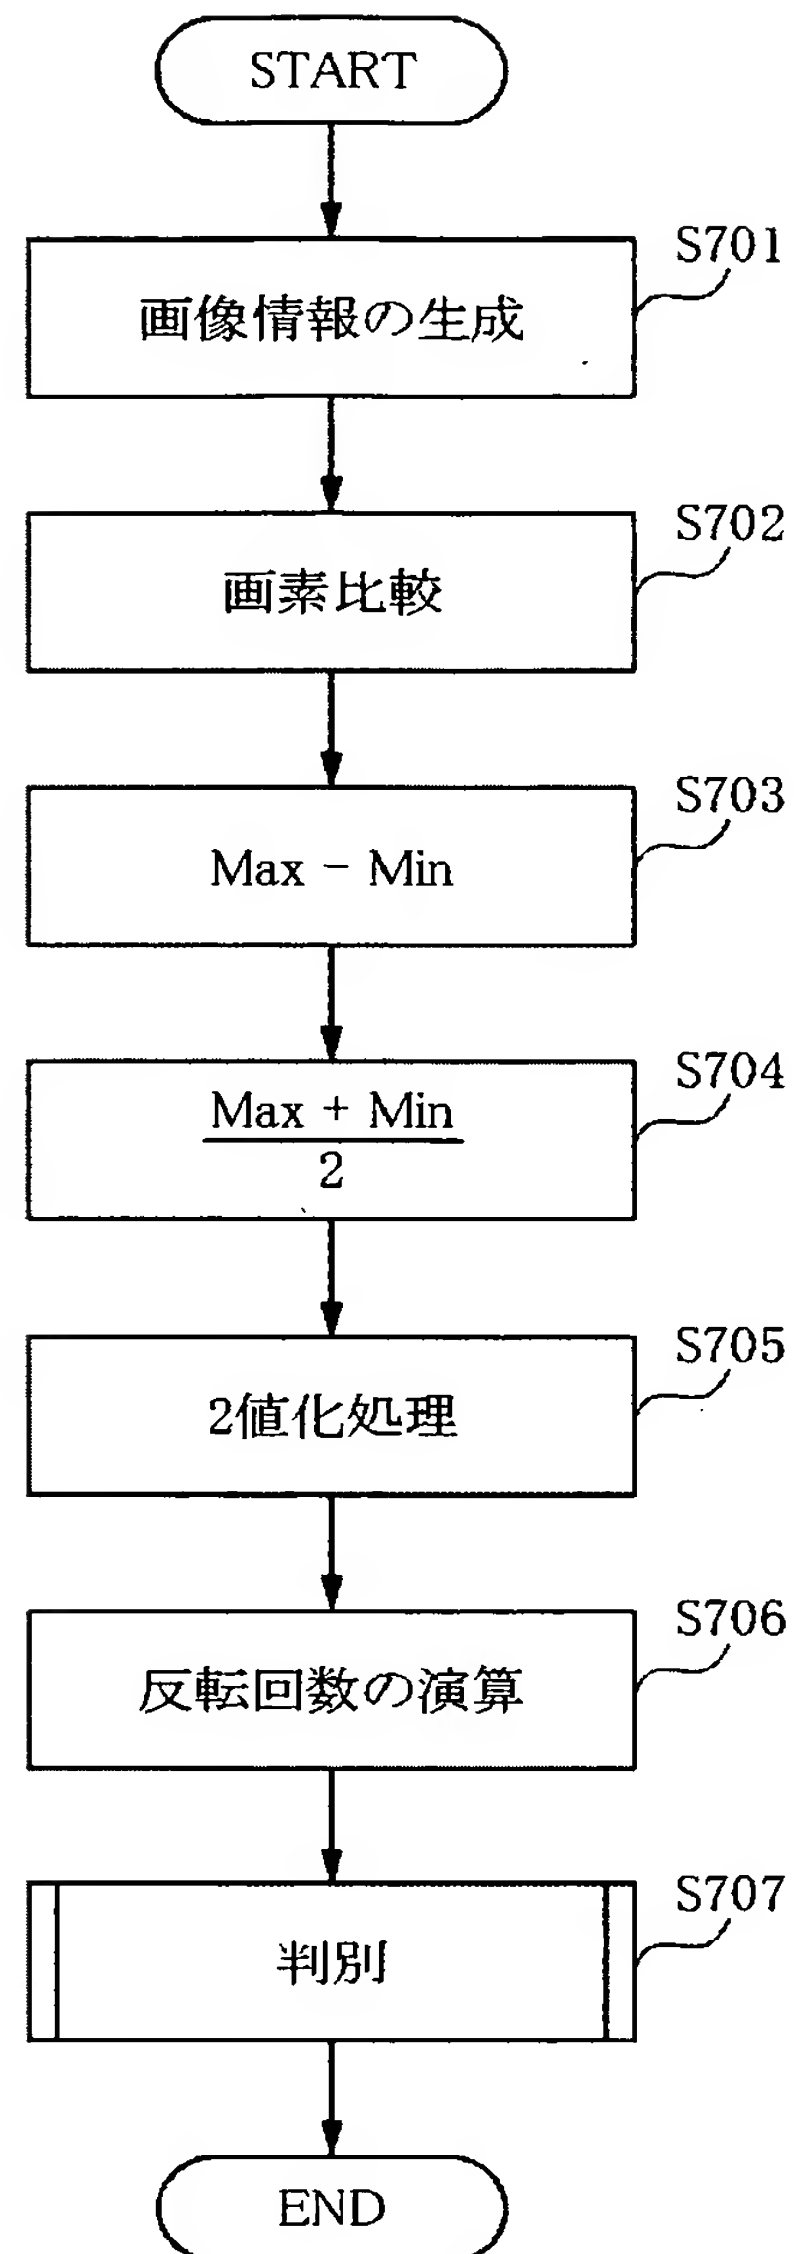 START
S701
画像情報の生成
S702
画素比較
S703
Max − Min
S704
Max + Min
2
S705
2値化処理
S706
反転回数の演算
S707
判別
END